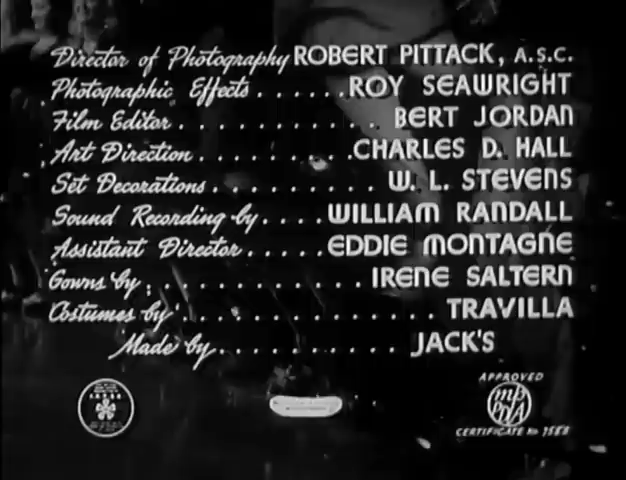 Director of Photography ROBERT PITTACK, A.S.C.
Photographic Effects......ROY SEAWRIGHT
Film Editor............BERT JORDAN
Art Direction..........CHARLES D. HALL
Set Decorations..........W. L. STEVENS
Sound Recording by....WILLIAM RANDALL
Assistant Director.....EDDIE MONTAGNE
Gowns by............IRENE SALTERN
Costumes by................TRAVILLA
Made by..........JACK'S
APPROVED
MPPDA
CERTIFICATE No